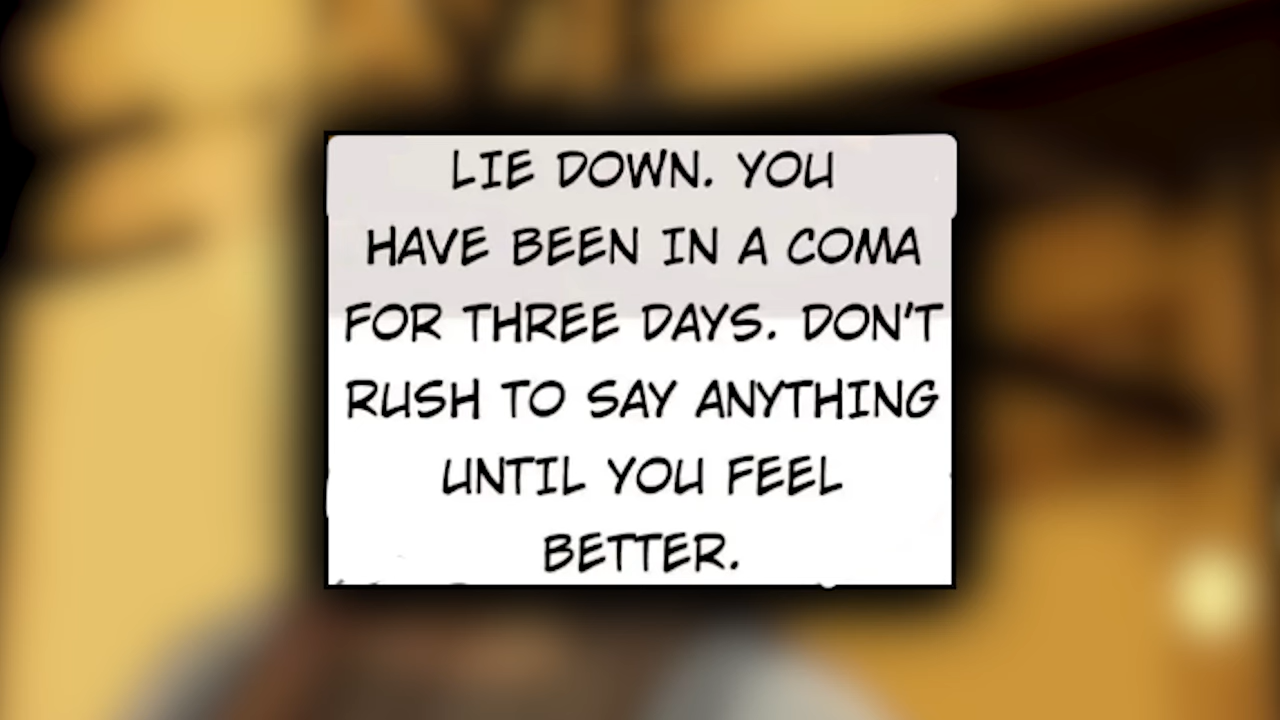 LIE DOWN. YOU
HAVE BEEN IN A COMA
FOR THREE DAYS. DON'T
RUSH TO SAY ANYTHING
UNTIL YOU FEEL
BETTER.